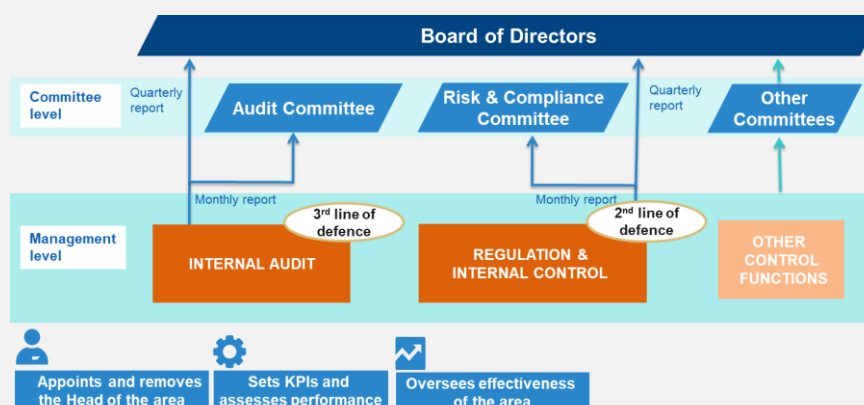 Board of Directors
Committee
level
Quarterly
report
Audit Committee
Risk & Compliance
Committee
Quarterly
report
Other
Committees
Monthly report
Monthly report
3rd line of
defence
2nd line of
defence
Management
level
INTERNAL AUDIT
REGULATION &
INTERNAL CONTROL
OTHER
CONTROL
FUNCTIONS
Appoints and removes
the Head of the area
Sets KPIs and
assesses performance
Oversees effectiveness
of the area